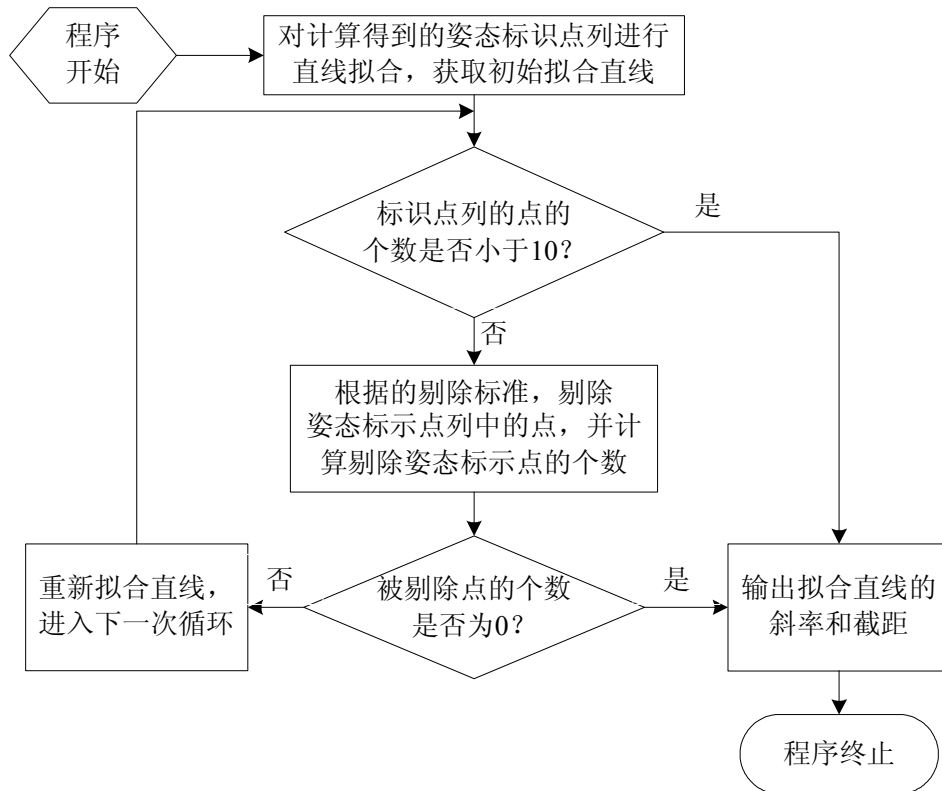 程序
开始
对计算得到的姿态标识点列进行
直线拟合，获取初始拟合直线
标识点列的点的
个数是否小于10？
是
否
根据的剔除标准，剔除
姿态标示点列中的点，并计
算剔除姿态标示点的个数
重新拟合直线，
进入下一次循环
否
被剔除点的个数
是否为0？
是
输出拟合直线的
斜率和截距
程序终止